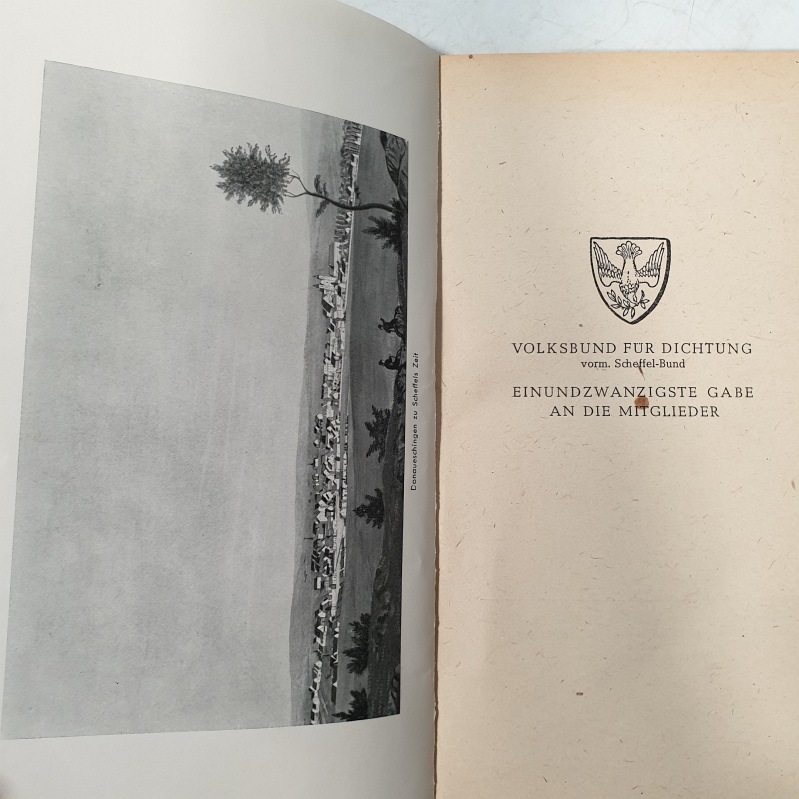 Donaueschingen zu Scheffels Zeit
VOLKSBUND FÜR DICHTUNG
vorm. Scheffel-Bund
EINUNDZWANZIGSTE GABE
AN DIE MITGLIEDER